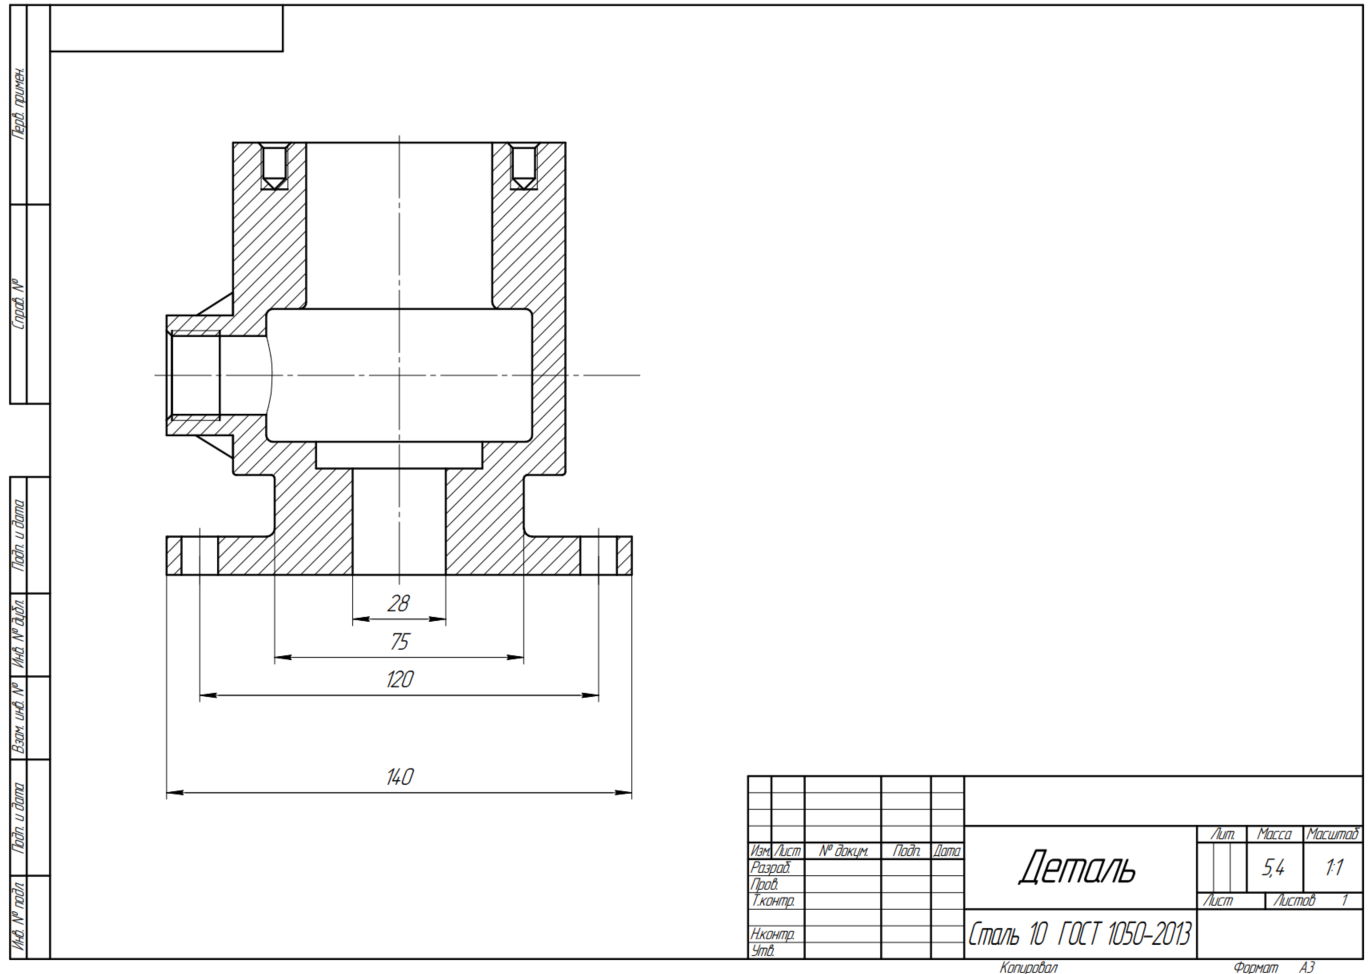 Перв. примен.
Справ. №
Подп. и дата
Инв. № дубл.
Взам. инв. №
Подп. и дата
Инв. № подл.
28
75
120
140
Изм. Лист № докум. Подп. Дата
Разраб.
Пров.
Т.контр.
Н.контр.
Утв.
Деталь
Сталь 10 ГОСТ 1050-2013
Лит. Масса Масштаб
5,4 1:1
Лист Листов 1
Копировал Формат А3